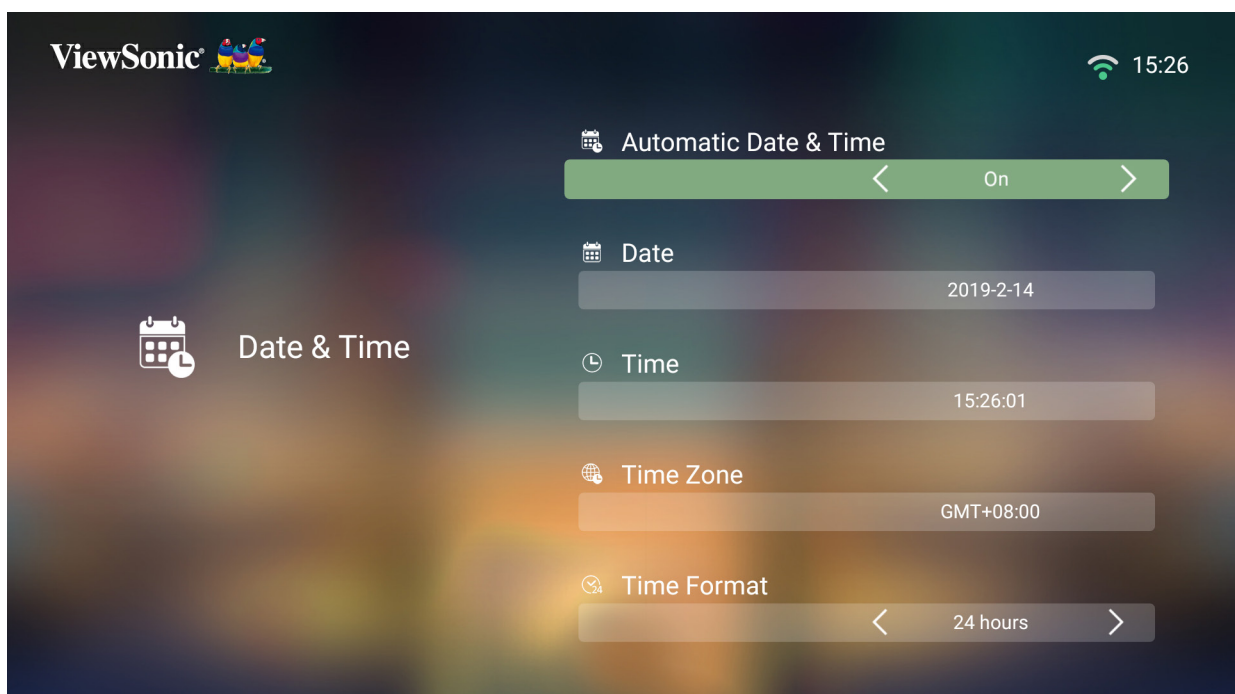 ViewSonic®
15:26
Automatic Date & Time
On
Date
2019-2-14
Date & Time
Time
15:26:01
Time Zone
GMT+08:00
Time Format
24 hours